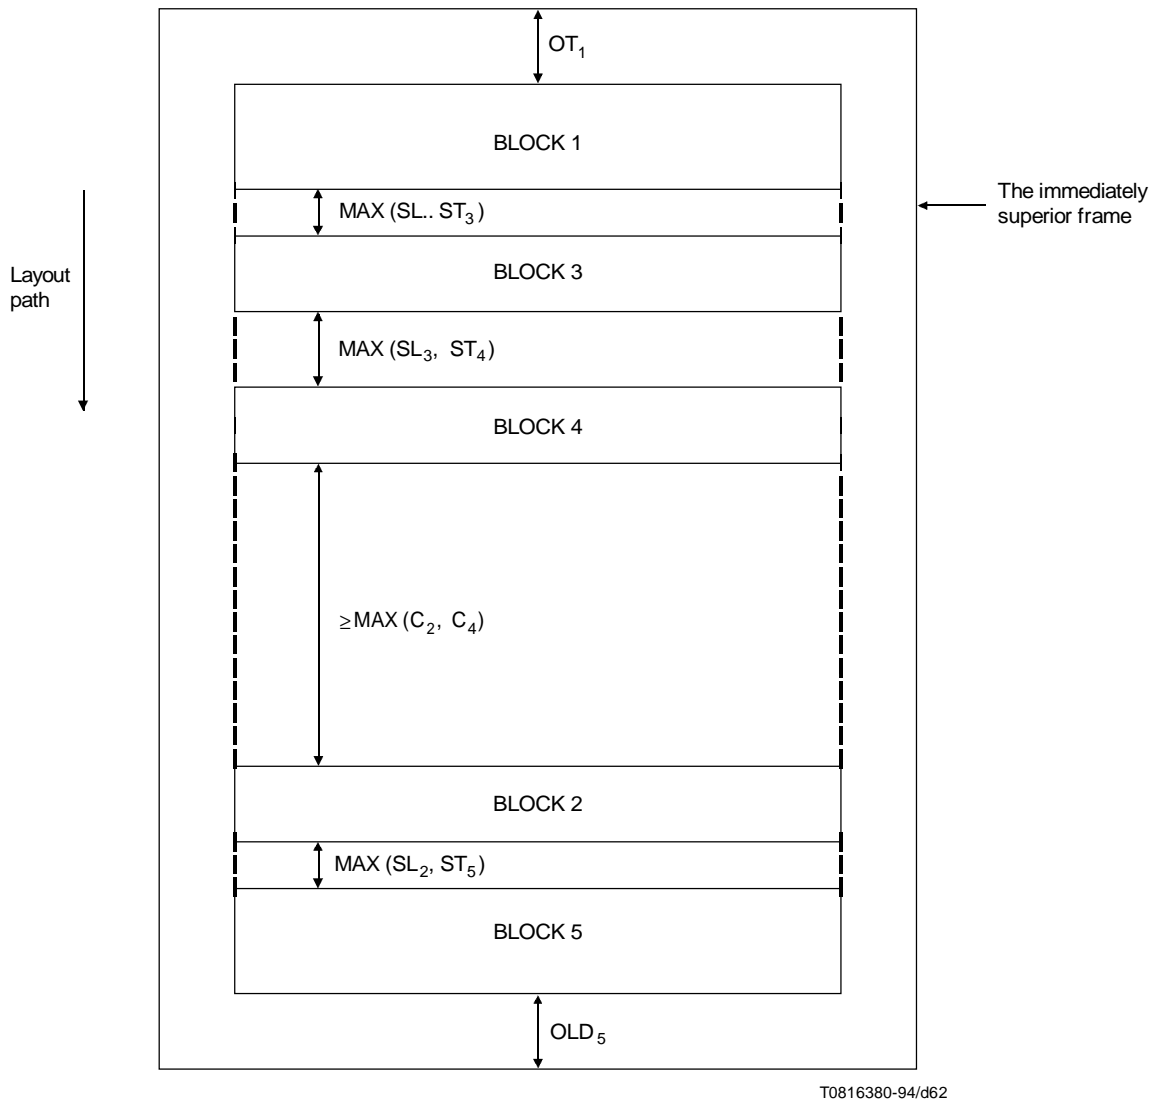 OT1
BLOCK 1
MAX (SL.. ST3)
The immediately
superior frame
BLOCK 3
Layout
path
MAX (SL3, ST4)
BLOCK 4
≥MAX (C2, C4)
BLOCK 2
MAX (SL2, ST5)
BLOCK 5
OLD5
T0816380-94/d62